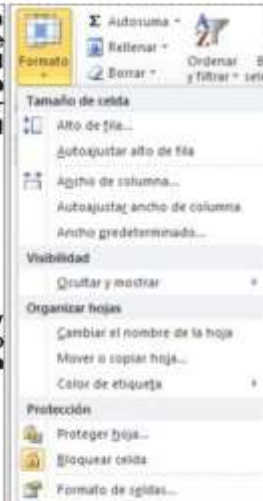 Σ Autosuma
Rellenar
Borrar
Formato
Ordenar
y filtrar
Tamaño de celda
Alto de fila...
Autoajustar alto de fila
Ancho de columna...
Autoajustar ancho de columna
Ancho predeterminado...
Visibilidad
Ocultar y mostrar
Organizar hojas
Cambiar el nombre de la hoja
Mover o copiar hoja...
Color de etiqueta
Protección
Proteger hoja...
Bloquear celda
Formato de celdas...